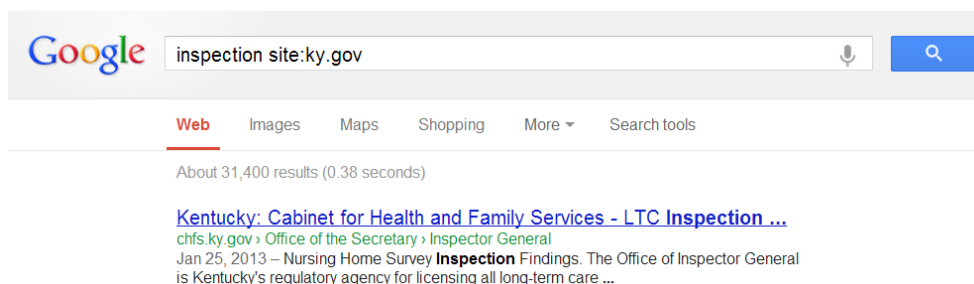 Google inspection site:ky.gov
Web Images Maps Shopping More Search tools
About 31,400 results (0.38 seconds)
Kentucky: Cabinet for Health and Family Services - LTC Inspection ...
chfs.ky.gov › Office of the Secretary › Inspector General
Jan 25, 2013 – Nursing Home Survey Inspection Findings. The Office of Inspector General
is Kentucky's regulatory agency for licensing all long-term care ...